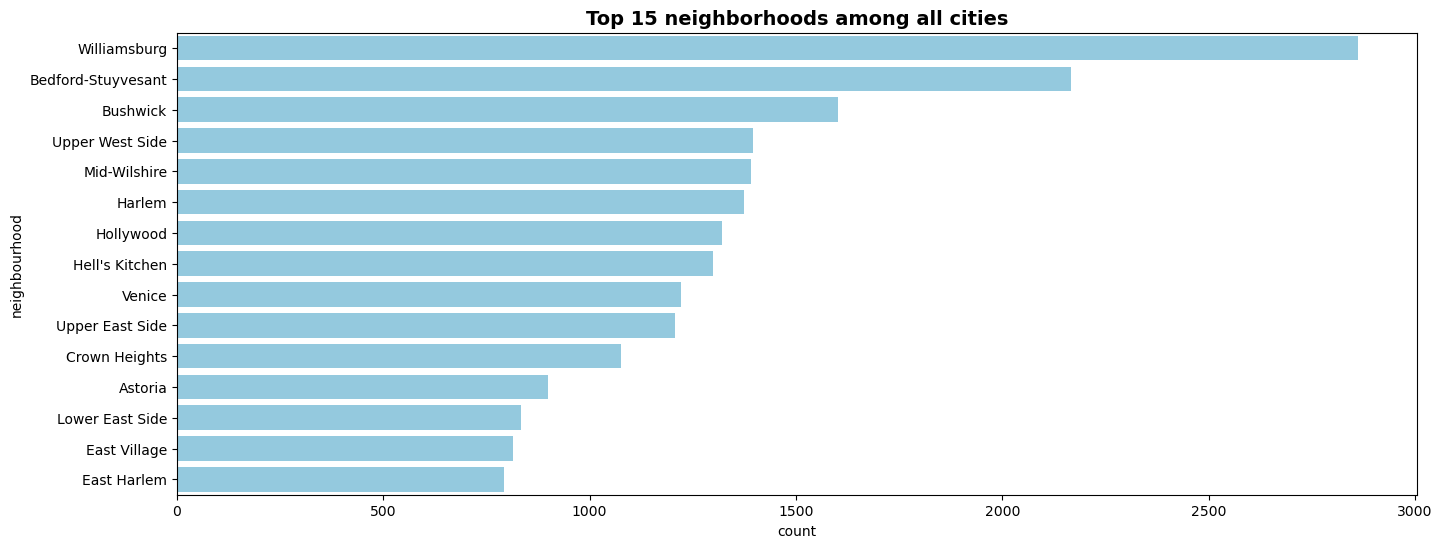 Top 15 neighborhoods among all cities
neighbourhood
Williamsburg
Bedford-Stuyvesant
Bushwick
Upper West Side
Mid-Wilshire
Harlem
Hollywood
Hell's Kitchen
Venice
Upper East Side
Crown Heights
Astoria
Lower East Side
East Village
East Harlem
0 500 1000 1500 2000 2500 3000
count